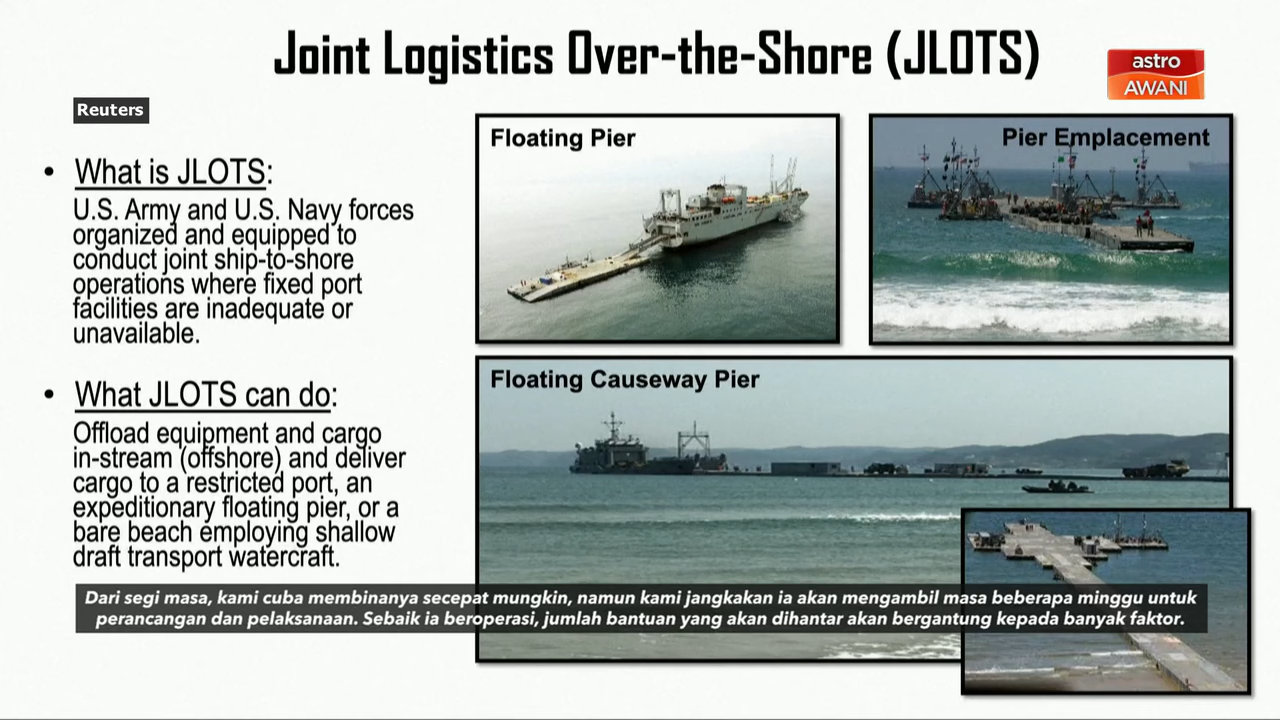 Joint Logistics Over-the-Shore (JLOTS)
astro
AWANI
Reuters
• What is JLOTS:
U.S. Army and U.S. Navy forces
organized and equipped to
conduct joint ship-to-shore
operations where fixed port
facilities are inadequate or
unavailable.
• What JLOTS can do:
Offload equipment and cargo
in-stream (offshore) and deliver
cargo to a restricted port, an
expeditionary floating pier, or a
bare beach employing shallow
draft transport watercraft.
Floating Pier
Pier Emplacement
Floating Causeway Pier
Dari segi masa, kami cuba membinanya secepat mungkin, namun kami jangkakan ia akan mengambil masa beberapa minggu untuk
perancangan dan pelaksanaan. Sebaik ia beroperasi, jumlah bantuan yang akan dihantar akan bergantung kepada banyak faktor.